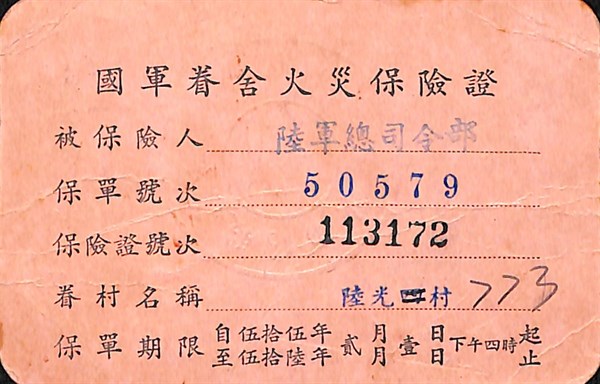 國軍眷舍火災保險證
被保險人 陸軍總司令部
保單號次 50579
保險證號次 113172
眷村名稱 陸光四村 773
保單期限 自伍拾伍年貳月壹日下午四時起
至伍拾陸年 月 日 止